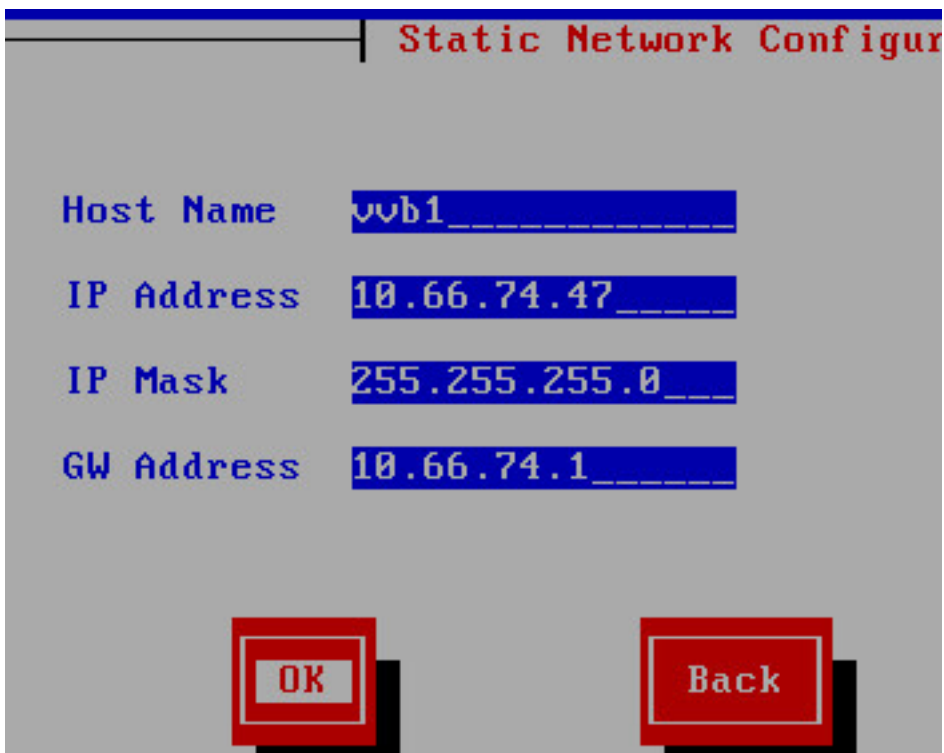 Static Network Configur
Host Name vvb1____________
IP Address 10.66.74.47_____
IP Mask 255.255.255.0___
GW Address 10.66.74.1______
OK Back